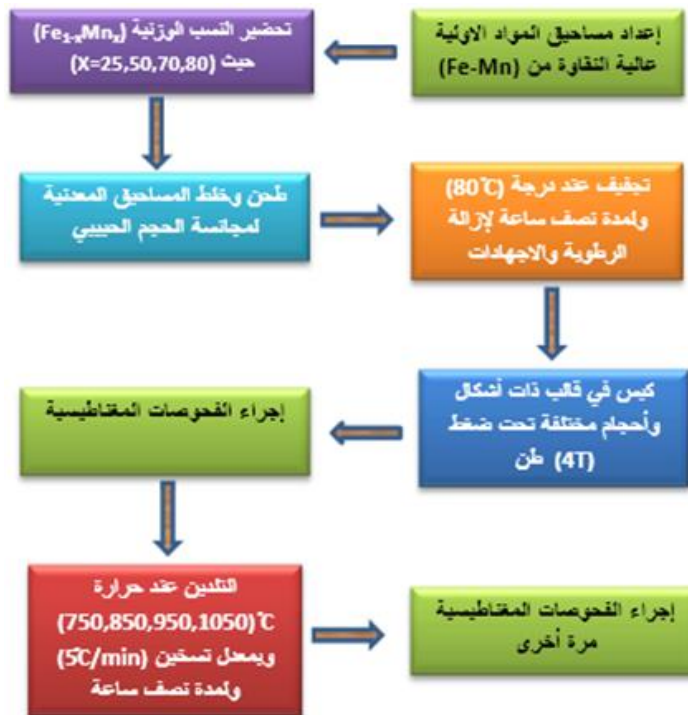 إعداد مساحيق المواد الاولية
عالية النقاوة من (Fe-Mn)
تحضير النسب الوزنية (Fe₁₋ₓMnₓ)
حيث (X=25,50,70,80)
طحن وخلط المساحيق المعدنية
لمجانسة الحجم الحبيبي
تجفيف عند درجة (80℃)
ولمدة نصف ساعة لإزالة
الرطوبة والاجهادات
كبس في قالب ذات أشكال
وأحجام مختلفة تحت ضغط
(4T) طن
إجراء الفحوصات المغناطيسية
التلدين عند حرارة
(750,850,950,1050)℃
وبمعدل تسخين (5℃/min)
ولمدة نصف ساعة
إجراء الفحوصات المغناطيسية
مرة أخرى